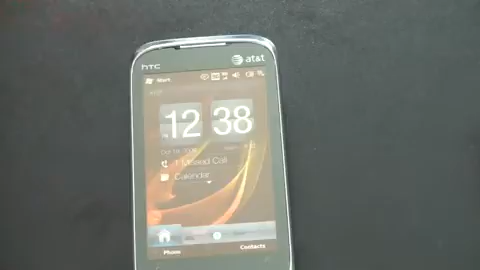 htc
at&t
Start
12 38
1 Missed Call
Calendar
Phone Contacts